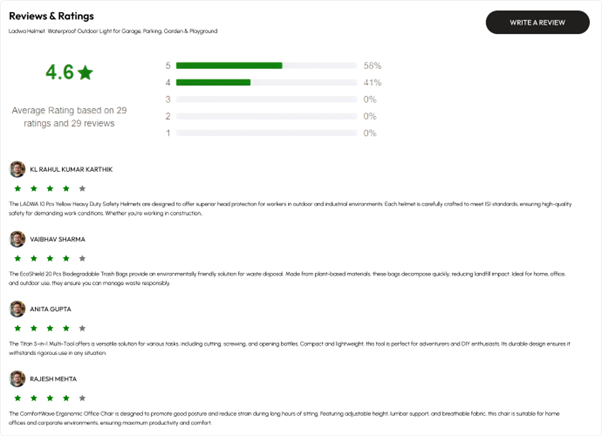 Reviews & Ratings
Ladwa Helmet Waterproof Outdoor Light for Garage, Parking, Garden & Playground
WRITE A REVIEW
4.6
Average Rating based on 29
ratings and 29 reviews
5 58%
4 41%
3 0%
2 0%
1 0%
KL RAHUL KUMAR KARTHIK
The LADWA 10 Pcs Yellow Heavy Duty Safety Helmets are designed to offer superior head protection for workers in outdoor and industrial environments. Each helmet is carefully crafted to meet ISI standards, ensuring high-quality
safety for demanding work conditions. Whether you're working in construction,.
VAIBHAV SHARMA
The EcoShield 20 Pcs Biodegradable Trash Bags provide an environmentally friendly solution for waste disposal. Made from plant-based materials, these bags decompose quickly, reducing landfill impact. Ideal for home, office,
and outdoor use, they ensure you can manage waste responsibly.
ANITA GUPTA
The Titan 5-in-1 Multi-Tool offers a versatile solution for various tasks, including cutting, screwing, and opening bottles. Compact and lightweight, this tool is perfect for adventurers and DIY enthusiasts. Its durable design ensures it
withstands rigorous use in any situation.
RAJESH MEHTA
The ComfortWave Ergonomic Office Chair is designed to promote good posture and reduce strain during long hours of sitting. Featuring adjustable height, lumbar support, and breathable fabric, this chair is suitable for home
offices and corporate environments, ensuring maximum productivity and comfort.